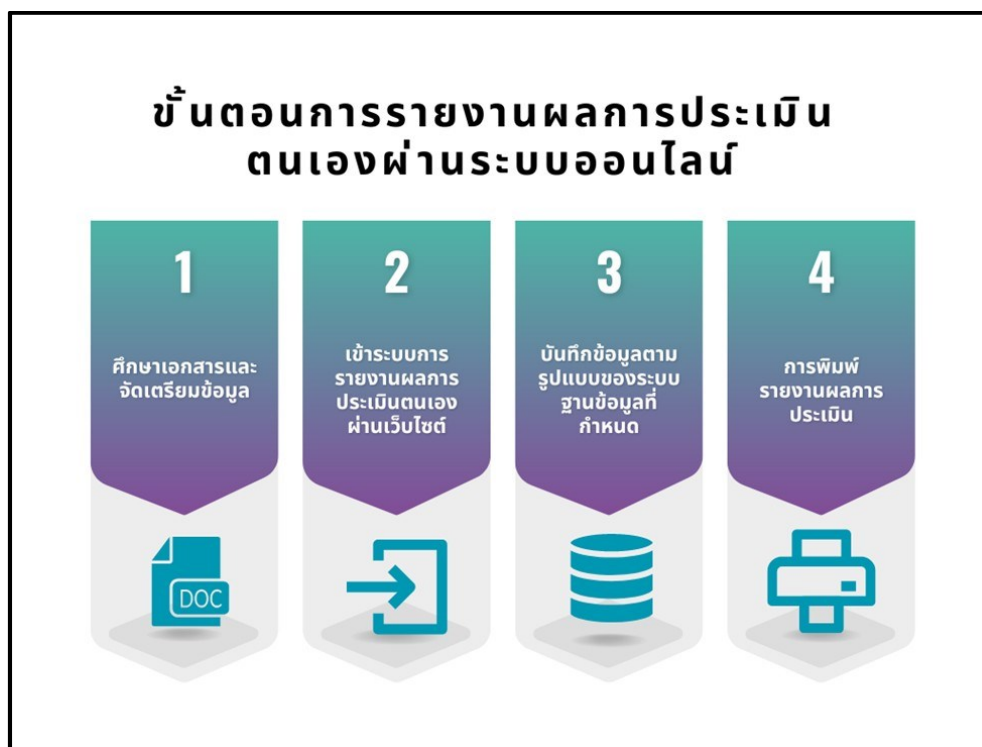 ขั้นตอนการรายงานผลการประเมิน
ตนเองผ่านระบบออนไลน์
1
ศึกษาเอกสารและ
จัดเตรียมข้อมูล
DOC
2
เข้าระบบการ
รายงานผลการ
ประเมินตนเอง
ผ่านเว็บไซต์
3
บันทึกข้อมูลตาม
รูปแบบของระบบ
ฐานข้อมูลที่
กำหนด
4
การพิมพ์
รายงานผลการ
ประเมิน